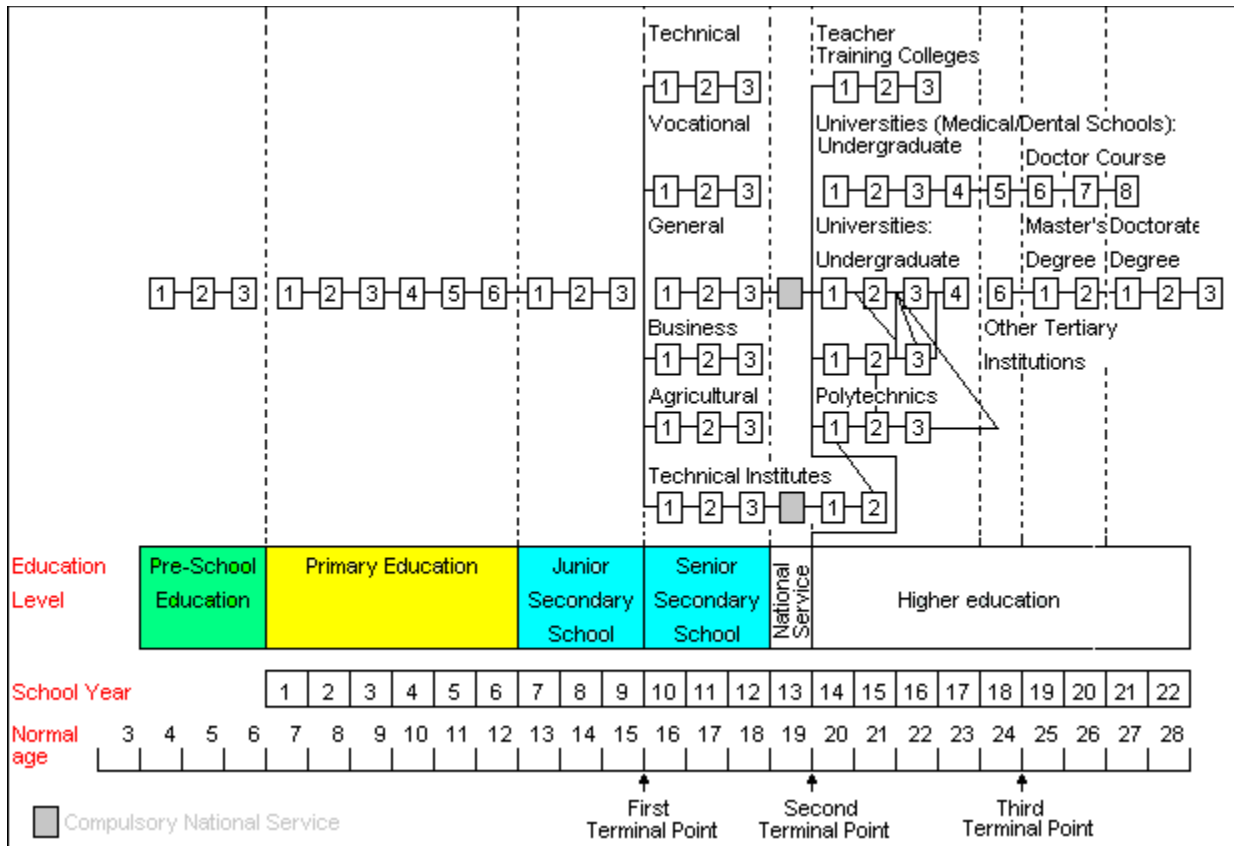 Technical
Teacher
Training Colleges
1 2 3
1 2 3
Vocational
Universities (Medical/Dental Schools):
Undergraduate
Doctor Course
1 2 3
1 2 3 4 5 6 7 8
General
Universities:
Master's Doctorate
Undergraduate
Degree Degree
1 2 3
1 2 3 4 5 6
1 2 3
1 2 3
1 2 3 4
6 1 2 1 2 3
Business
Other Tertiary
Institutions
1 2 3
1 2 3
Agricultural
Polytechnics
1 2 3
1 2 3
Technical Institutes
1 2 3 1 2
Education
Level
Pre-School
Education
Primary Education
Junior
Secondary
School
Senior
Secondary
School
National
Service
Higher education
School Year
1 2 3 4 5 6 7 8 9 10 11 12 13 14 15 16 17 18 19 20 21 22
Normal
age
3 4 5 6 7 8 9 10 11 12 13 14 15 16 17 18 19 20 21 22 23 24 25 26 27 28
First
Terminal Point
Second
Terminal Point
Third
Terminal Point
Compulsory National Service